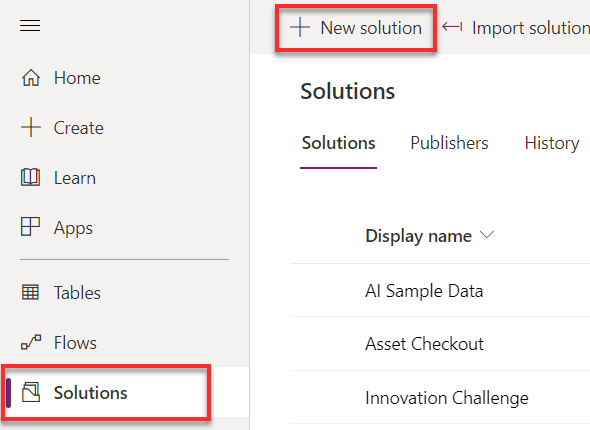 New solution
Import solution
Home
Create
Learn
Apps
Tables
Flows
Solutions
Solutions
Solutions Publishers History
Display name
AI Sample Data
Asset Checkout
Innovation Challenge